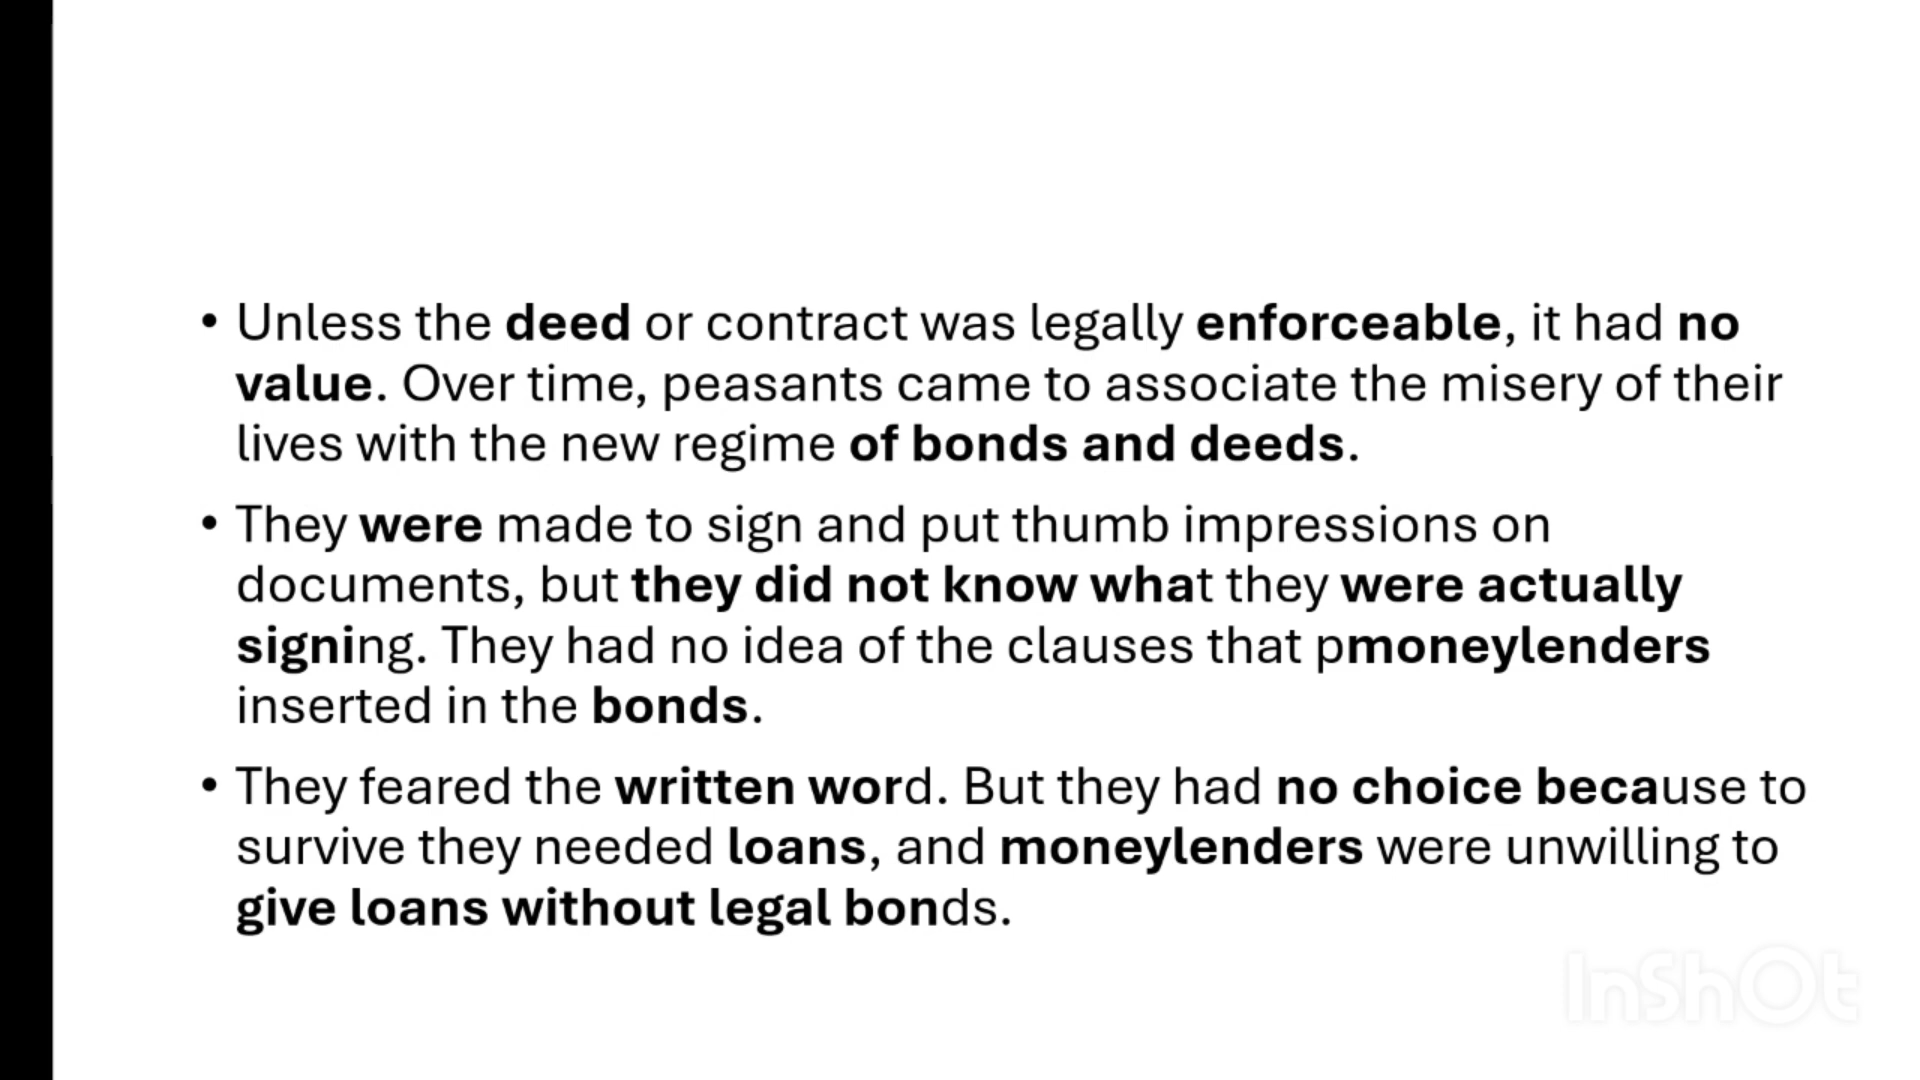 • Unless the deed or contract was legally enforceable, it had no
value. Over time, peasants came to associate the misery of their
lives with the new regime of bonds and deeds.
• They were made to sign and put thumb impressions on
documents, but they did not know what they were actually
signing. They had no idea of the clauses that pmoneylenders
inserted in the bonds.
• They feared the written word. But they had no choice because to
survive they needed loans, and moneylenders were unwilling to
give loans without legal bonds.
InShOt